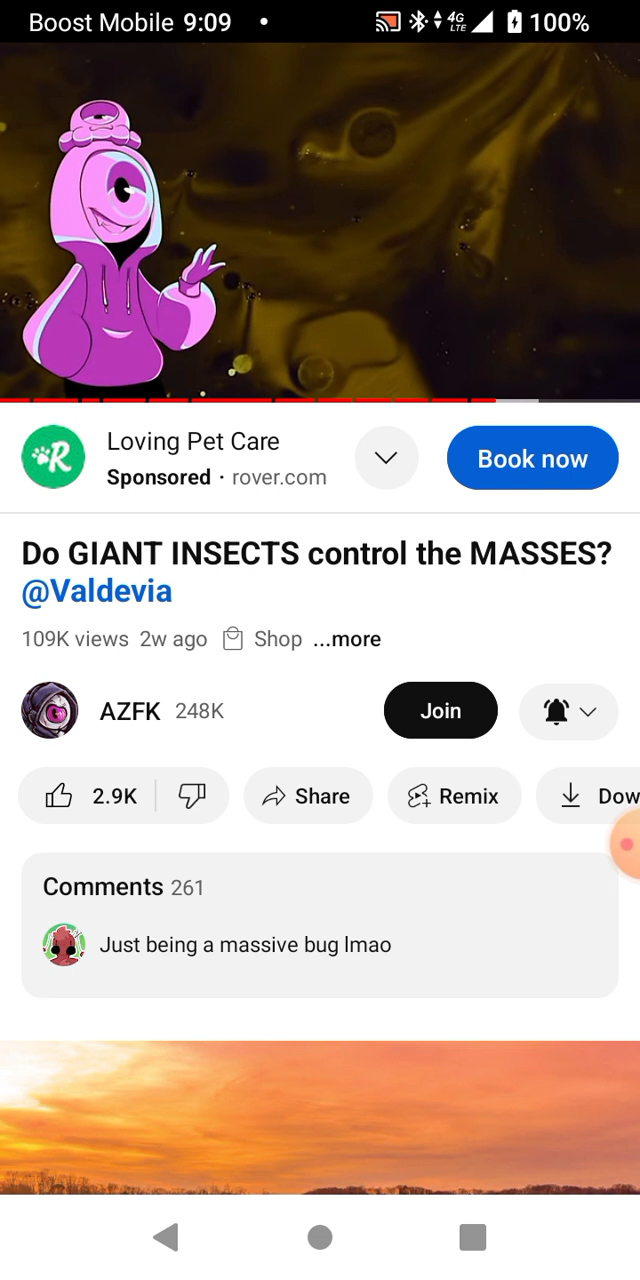 Boost Mobile 9:09
4G LTE 100%
R
Loving Pet Care
Sponsored · rover.com
Book now
Do GIANT INSECTS control the MASSES?
@Valdevia
109K views 2w ago Shop ...more
AZFK 248K
Join
2.9K
Share
Remix
Dow
Comments 261
Just being a massive bug lmao